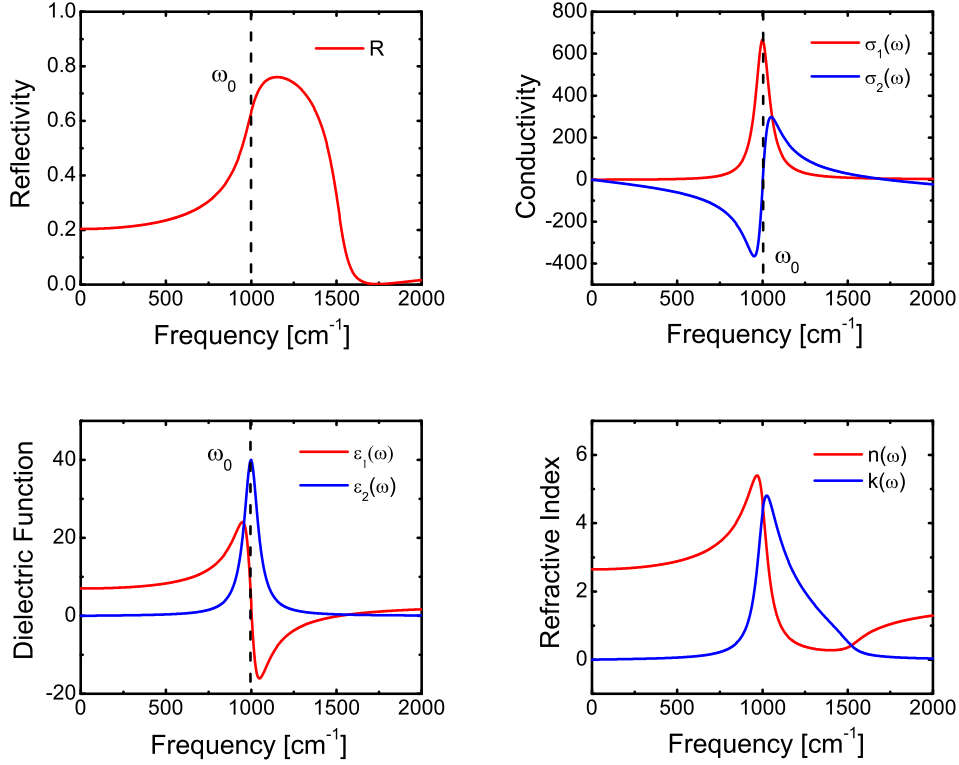 1.0
0.8
0.6
0.4
0.2
0.0
Reflectivity
R
ω₀
0 500 1000 1500 2000
Frequency [cm⁻¹]
800
600
400
200
0
-200
-400
Conductivity
σ₁(ω)
σ₂(ω)
ω₀
0 500 1000 1500 2000
Frequency [cm⁻¹]
40
20
0
-20
Dielectric Function
ω₀
ε₁(ω)
ε₂(ω)
0 500 1000 1500 2000
Frequency [cm⁻¹]
6
4
2
0
Refractive Index
n(ω)
k(ω)
0 500 1000 1500 2000
Frequency [cm⁻¹]